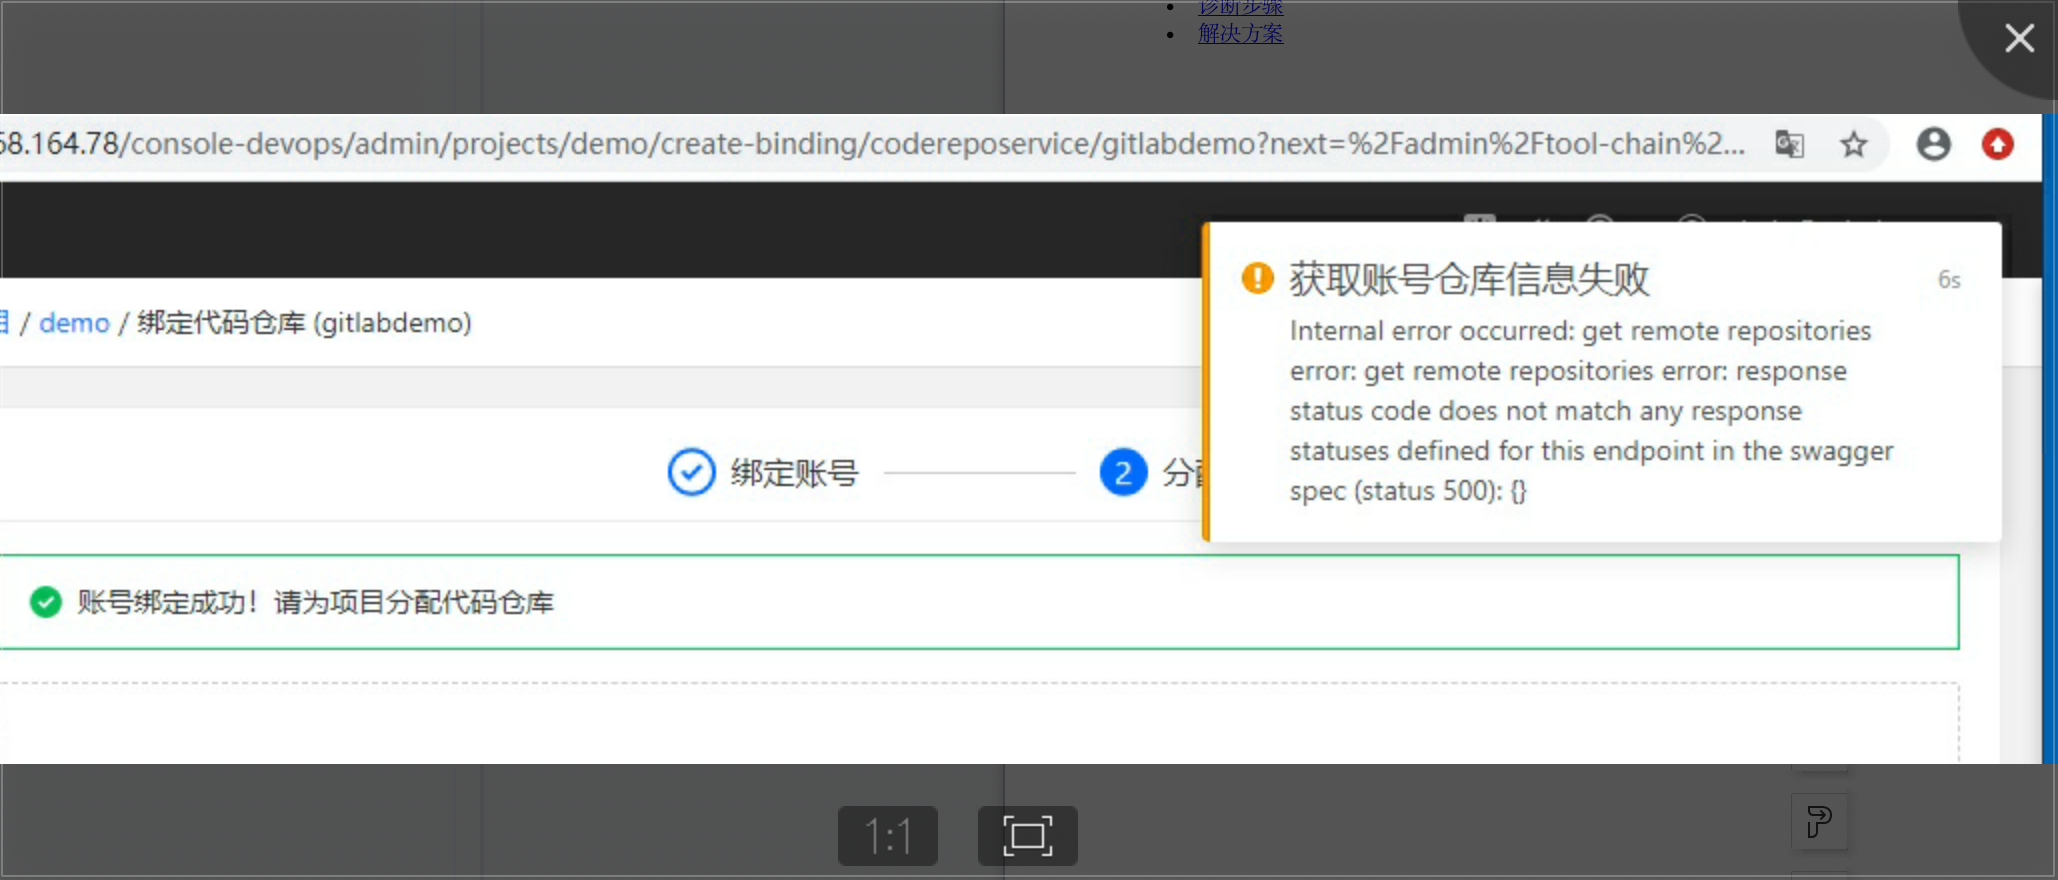 诊断步骤
解决方案
58.164.78/console-devops/admin/projects/demo/create-binding/codereposervice/gitlabdemo?next=%2Fadmin%2Ftool-chain%2...
获取账号仓库信息失败
6s
Internal error occurred: get remote repositories
error: get remote repositories error: response
status code does not match any response
statuses defined for this endpoint in the swagger
spec (status 500): {}
/ demo / 绑定代码仓库 (gitlabdemo)
绑定账号
2 分
账号绑定成功！请为项目分配代码仓库
1:1